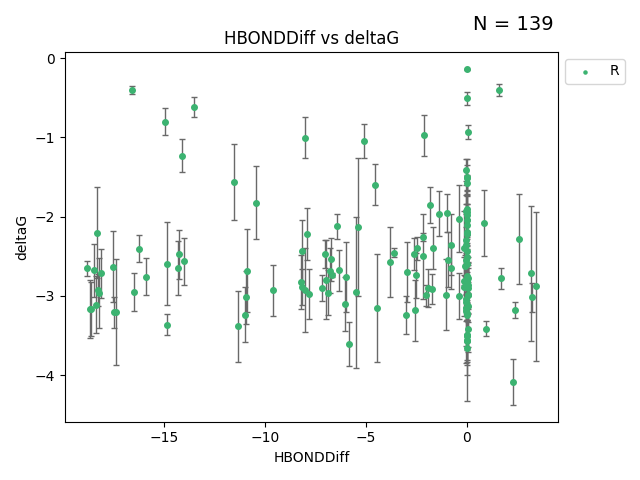 N = 139
HBONDDiff vs deltaG
R
deltaG
0
−1
−2
−3
−4
−15
−10
−5
0
HBONDDiff